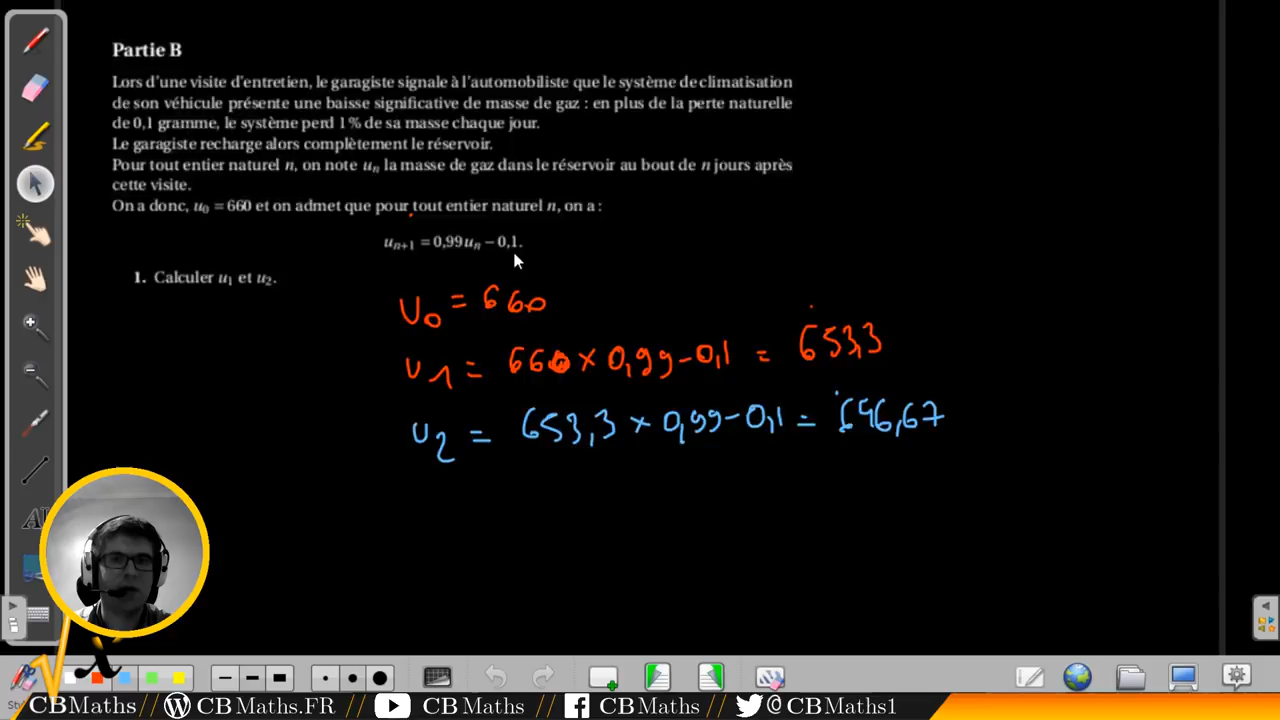 Partie B
Lors d'une visite d'entretien, le garagiste signale à l'automobiliste que le système de climatisation
de son véhicule présente une baisse significative de masse de gaz : en plus de la perte naturelle
de 0,1 gramme, le système perd 1% de sa masse chaque jour.
Le garagiste recharge alors complètement le réservoir.
Pour tout entier naturel n, on note uₙ la masse de gaz dans le réservoir au bout de n jours après
cette visite.
On a donc, u₀ = 660 et on admet que pour tout entier naturel n, on a :
uₙ₊₁ = 0,99uₙ − 0,1.
1. Calculer u₁ et u₂.
U₀ = 660
u₁ = 660 × 0,99 − 0,1 = 653,3
u₂ = 653,3 × 0,99 − 0,1 = 646,67
CBMaths CBMaths.FR CBMaths CBMaths @CBMaths1